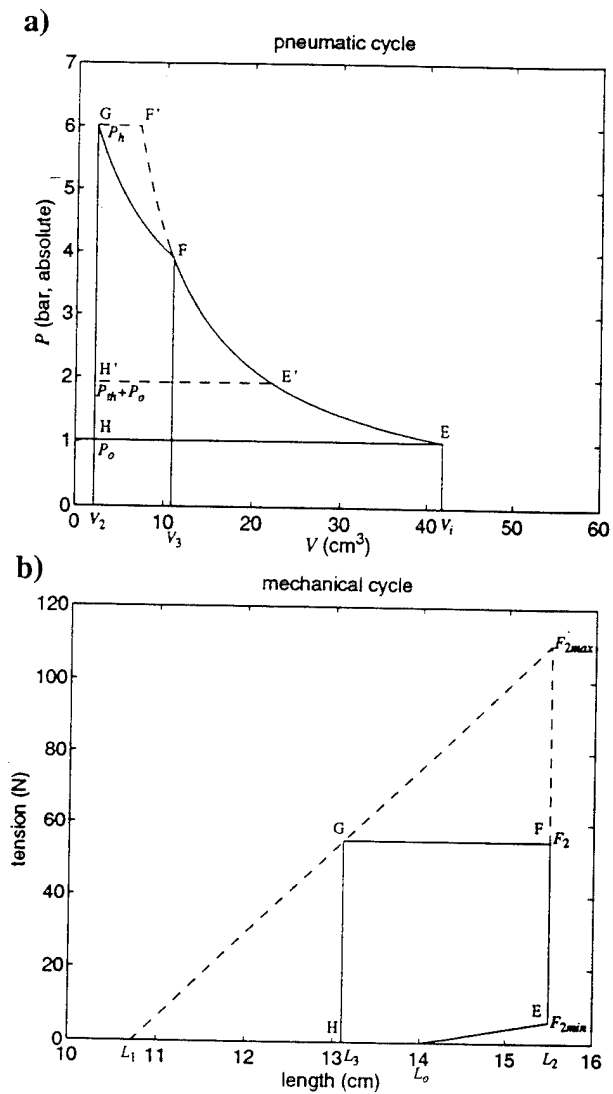 a)
pneumatic cycle
G
F'
P_h
6
5
4
3
2
1
0
P (bar, absolute)
F
H'
E'
P_th+P_o
H
E
P_o
0
10
20
30
40
50
60
V_2
V_3
V_i
V (cm³)
b)
mechanical cycle
120
100
80
60
40
20
0
tension (N)
F_2max
G
F
F_2
E
F_2min
H
10
11
12
13
14
15
16
L_1
L_3
L_o
L_2
length (cm)